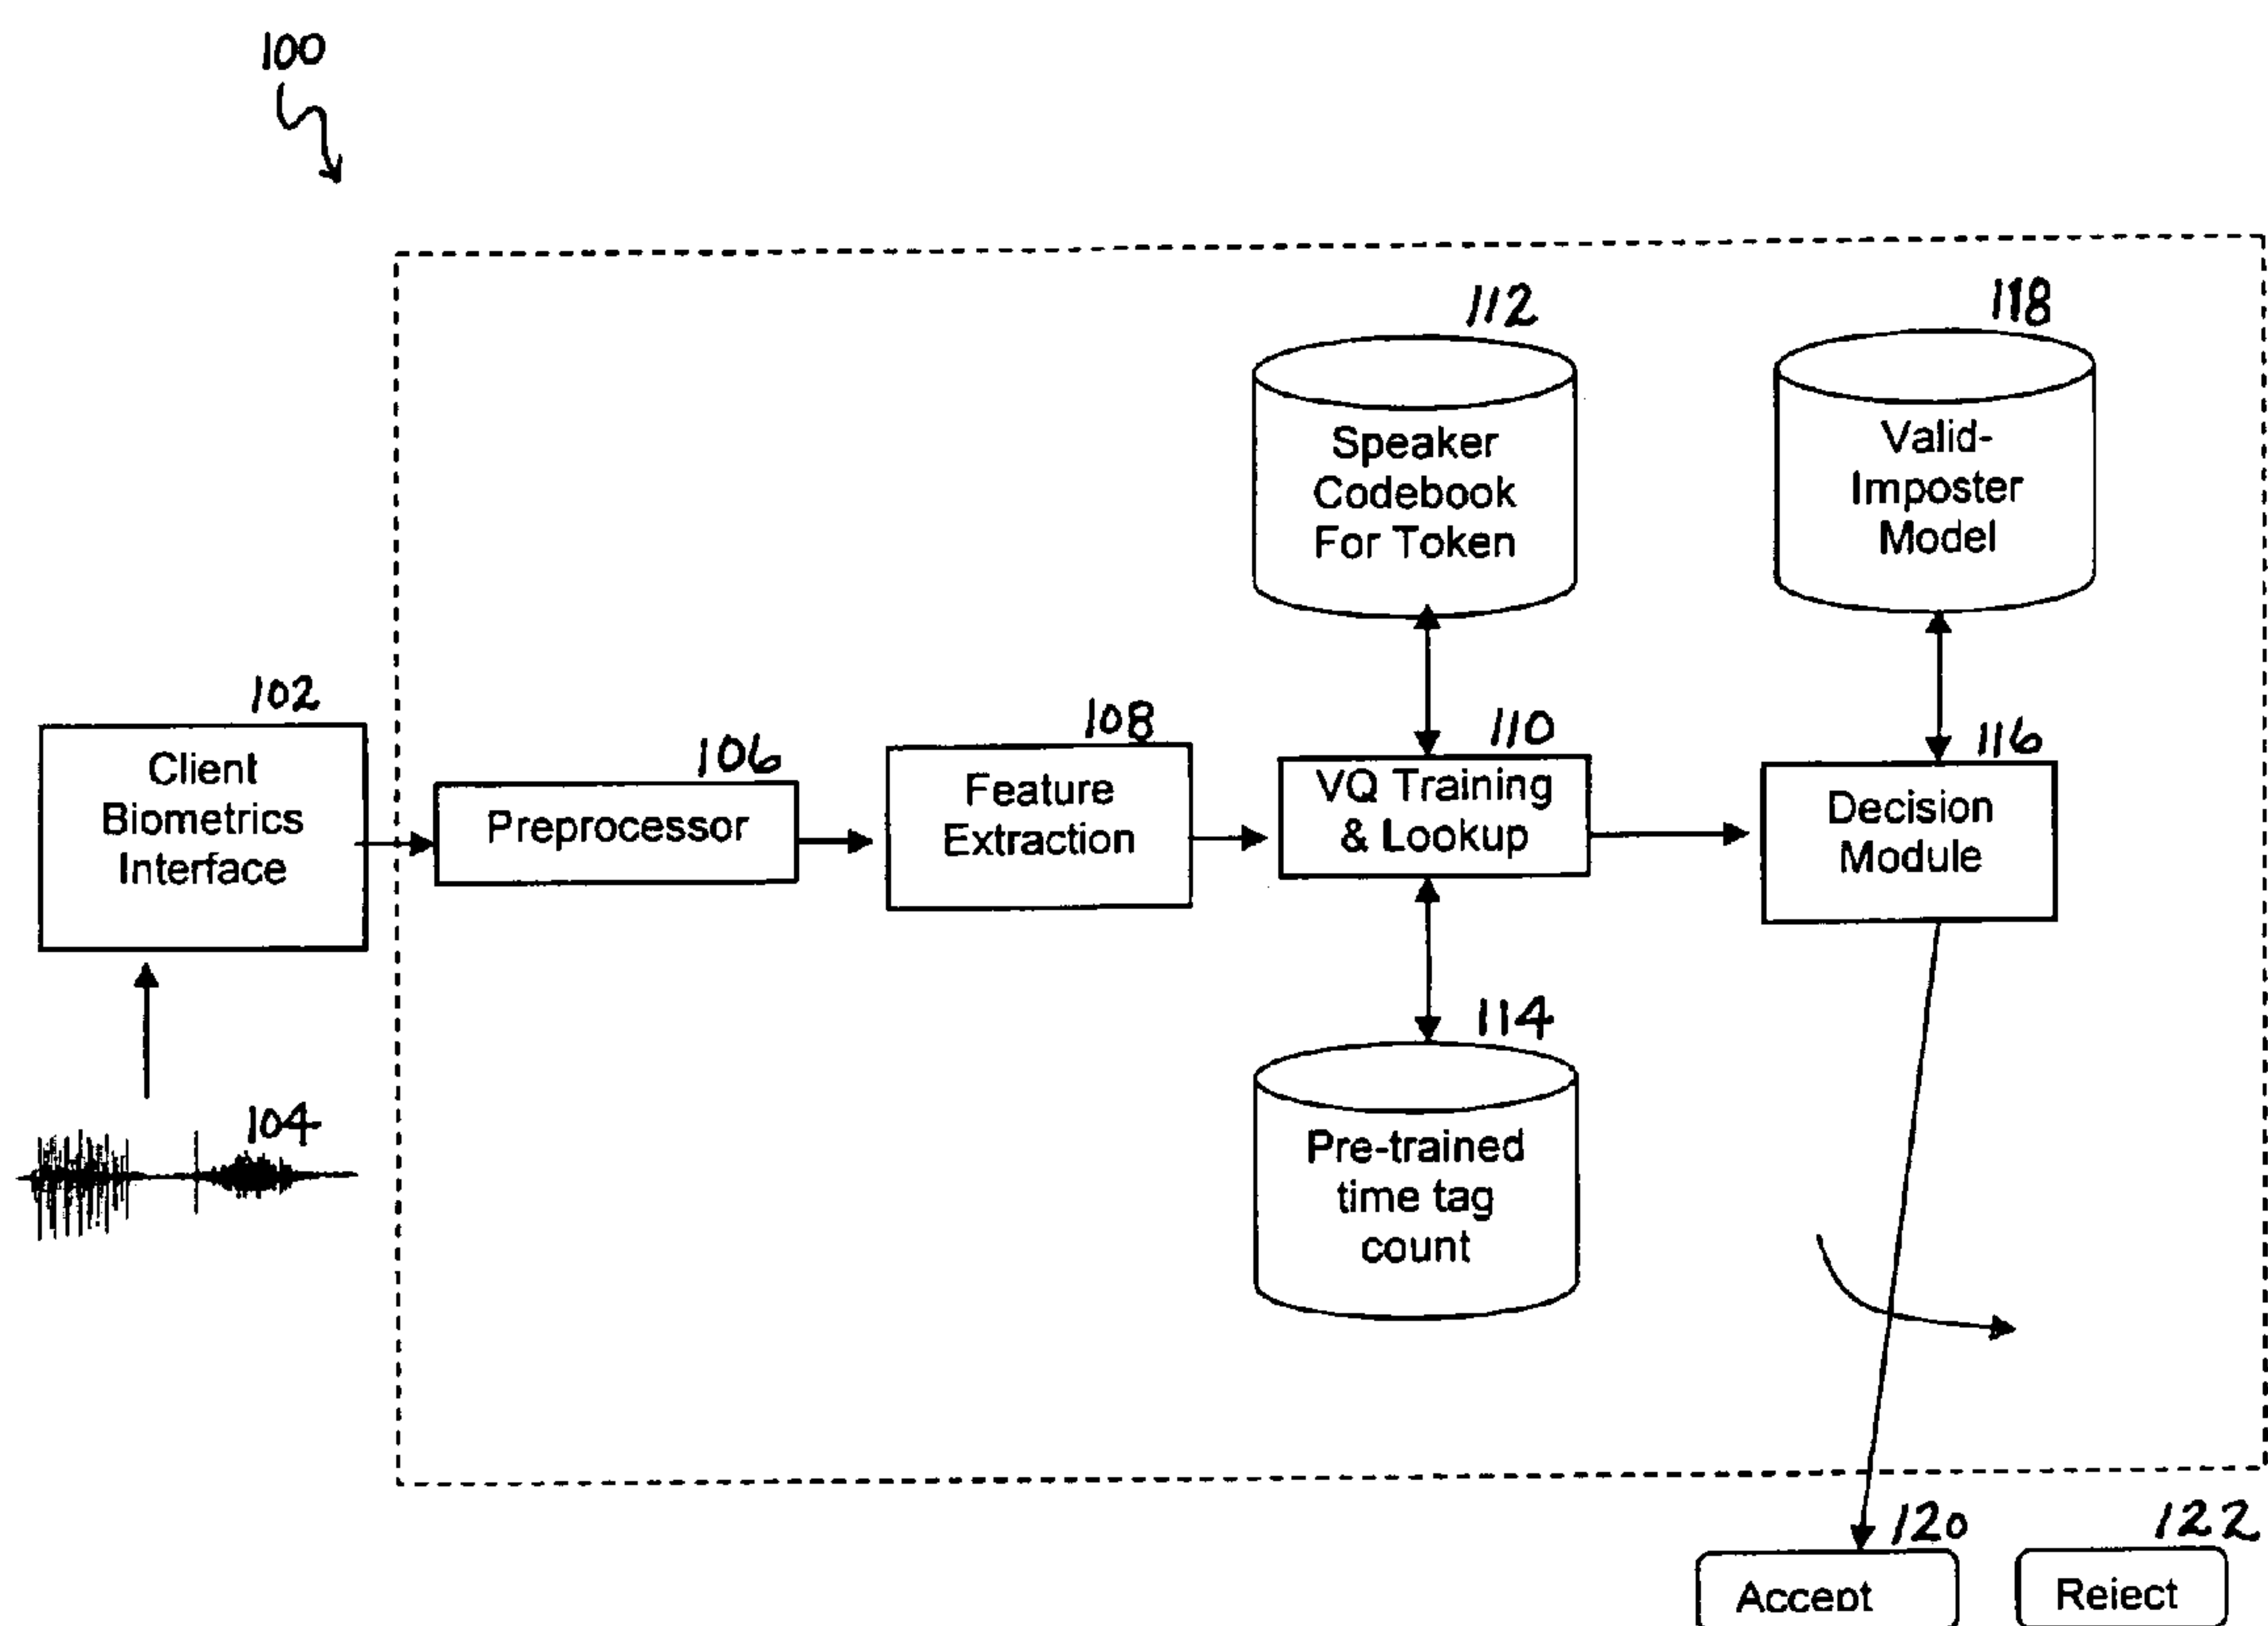 100
112
118
Speaker
Codebook
For Token
Valid-
Imposter
Model
102
Client
Biometrics
Interface
106
Preprocessor
108
Feature
Extraction
110
VQ Training
& Lookup
116
Decision
Module
104
114
Pre-trained
time tag
count
120
Accept
122
Reject